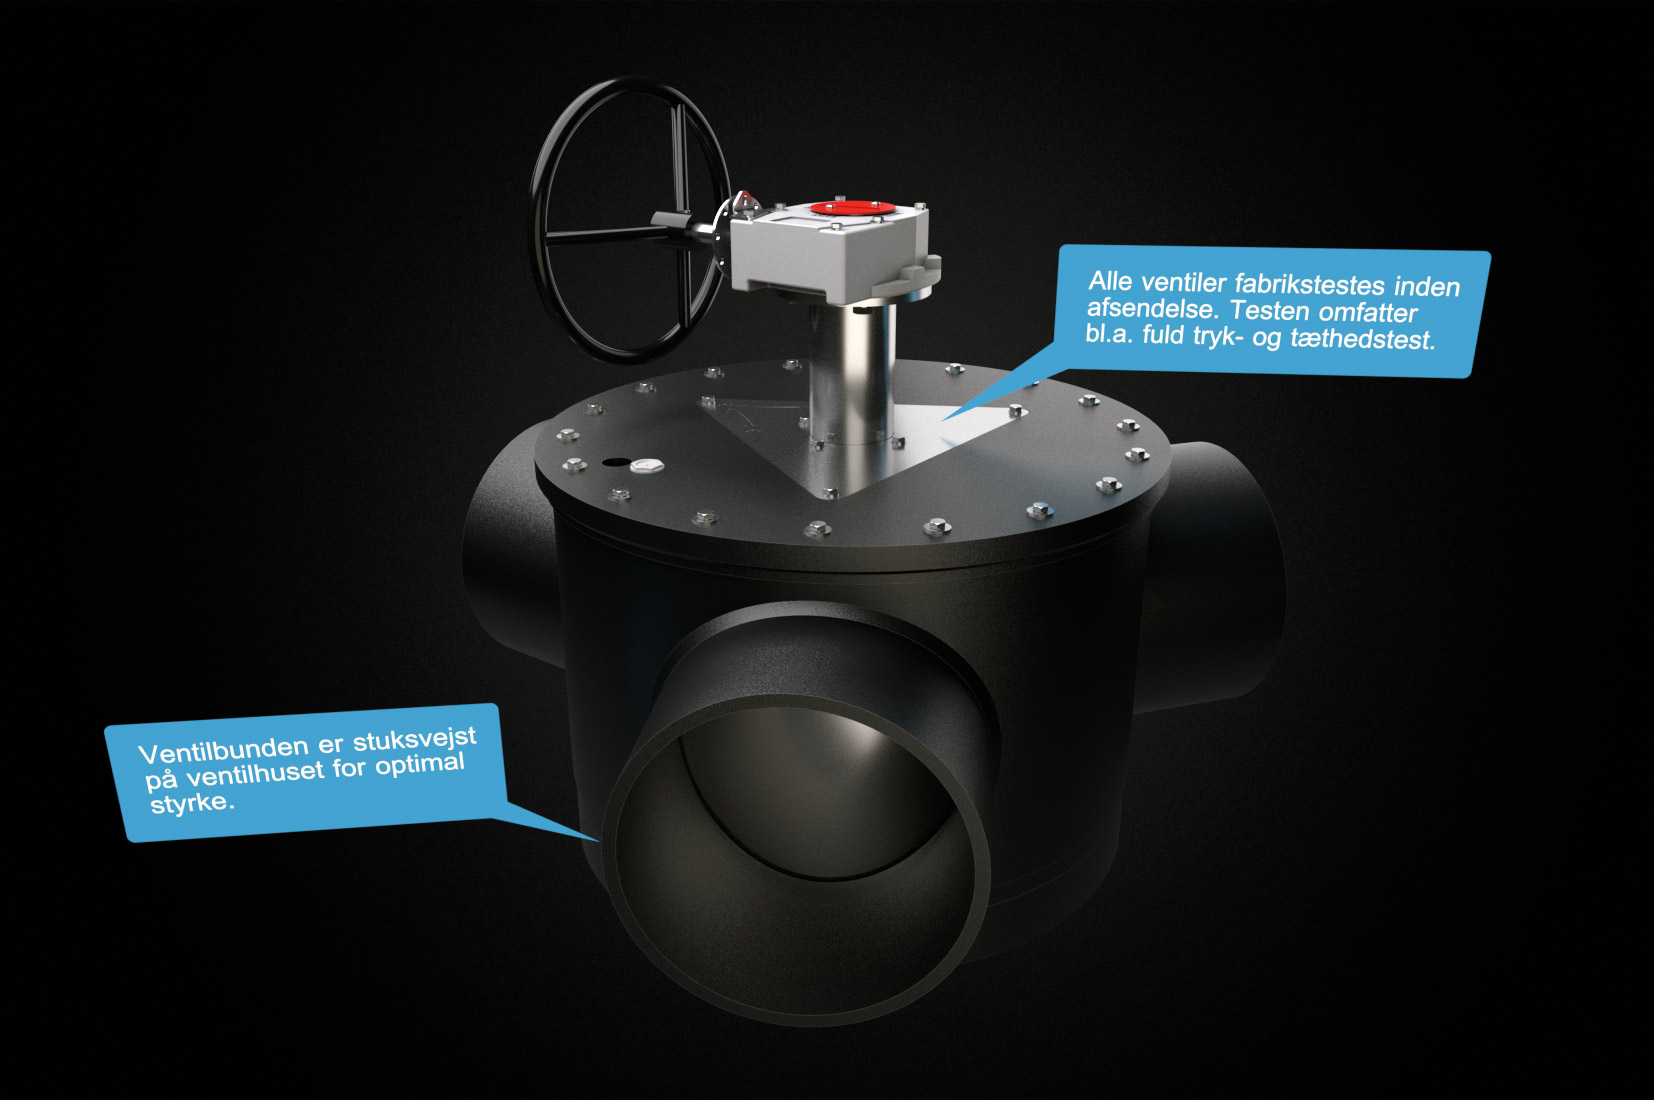 Alle ventiler fabrikstestes inden
afsendelse. Testen omfatter
bl.a. fuld tryk- og tæthedstest.
Ventilbunden er stuksvejst
på ventilhuset for optimal
styrke.